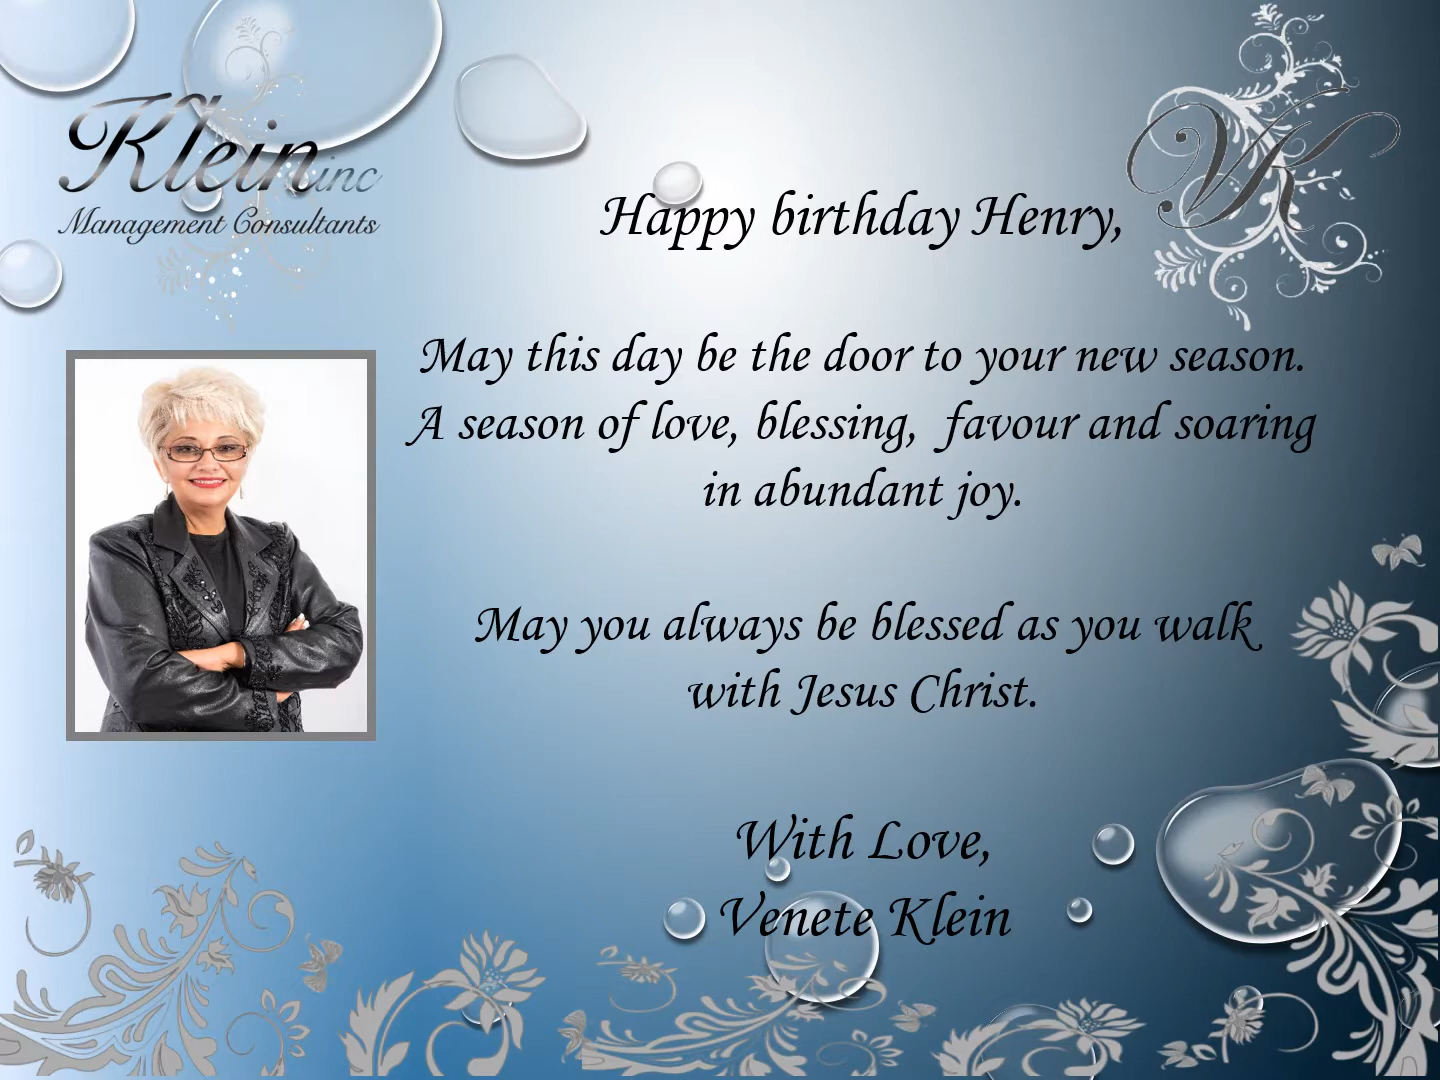 Klein inc
Management Consultants
VK
Happy birthday Henry,
May this day be the door to your new season.
A season of love, blessing, favour and soaring
in abundant joy.
May you always be blessed as you walk
with Jesus Christ.
With Love,
Venete Klein